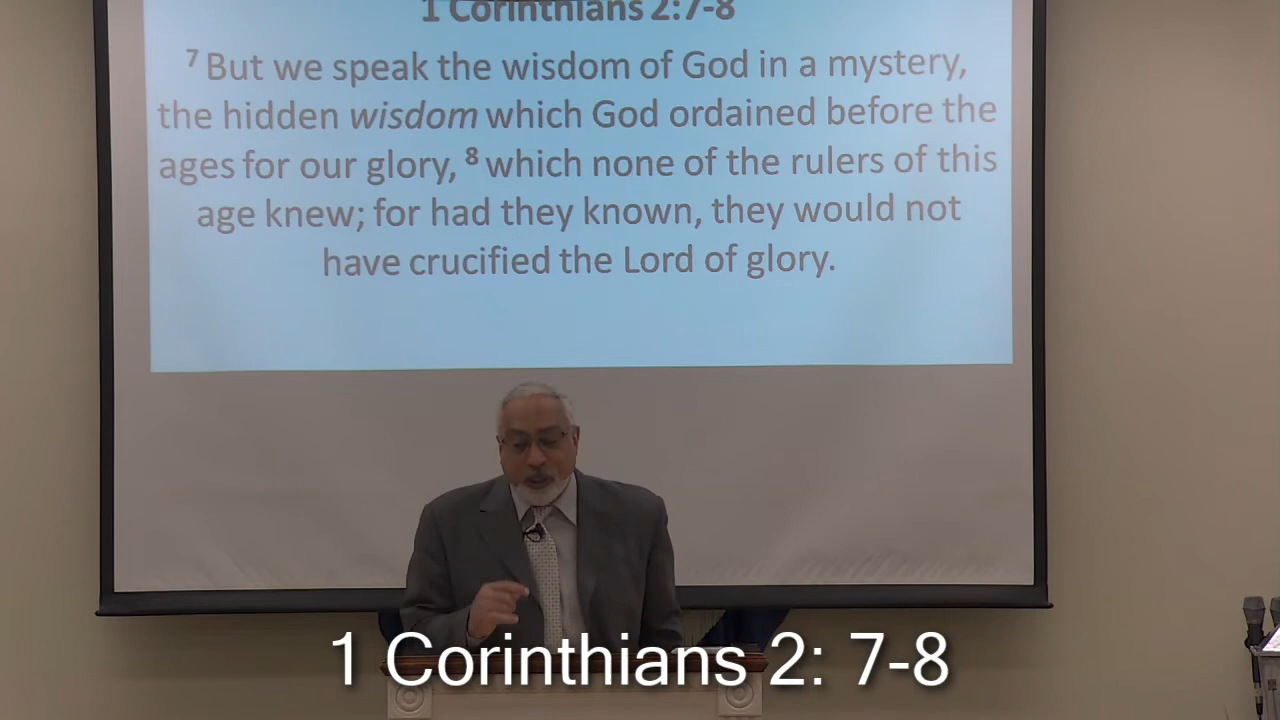 1 Corinthians 2:7-8
7 But we speak the wisdom of God in a mystery,
the hidden wisdom which God ordained before the
ages for our glory, 8 which none of the rulers of this
age knew; for had they known, they would not
have crucified the Lord of glory.
1 Corinthians 2: 7-8